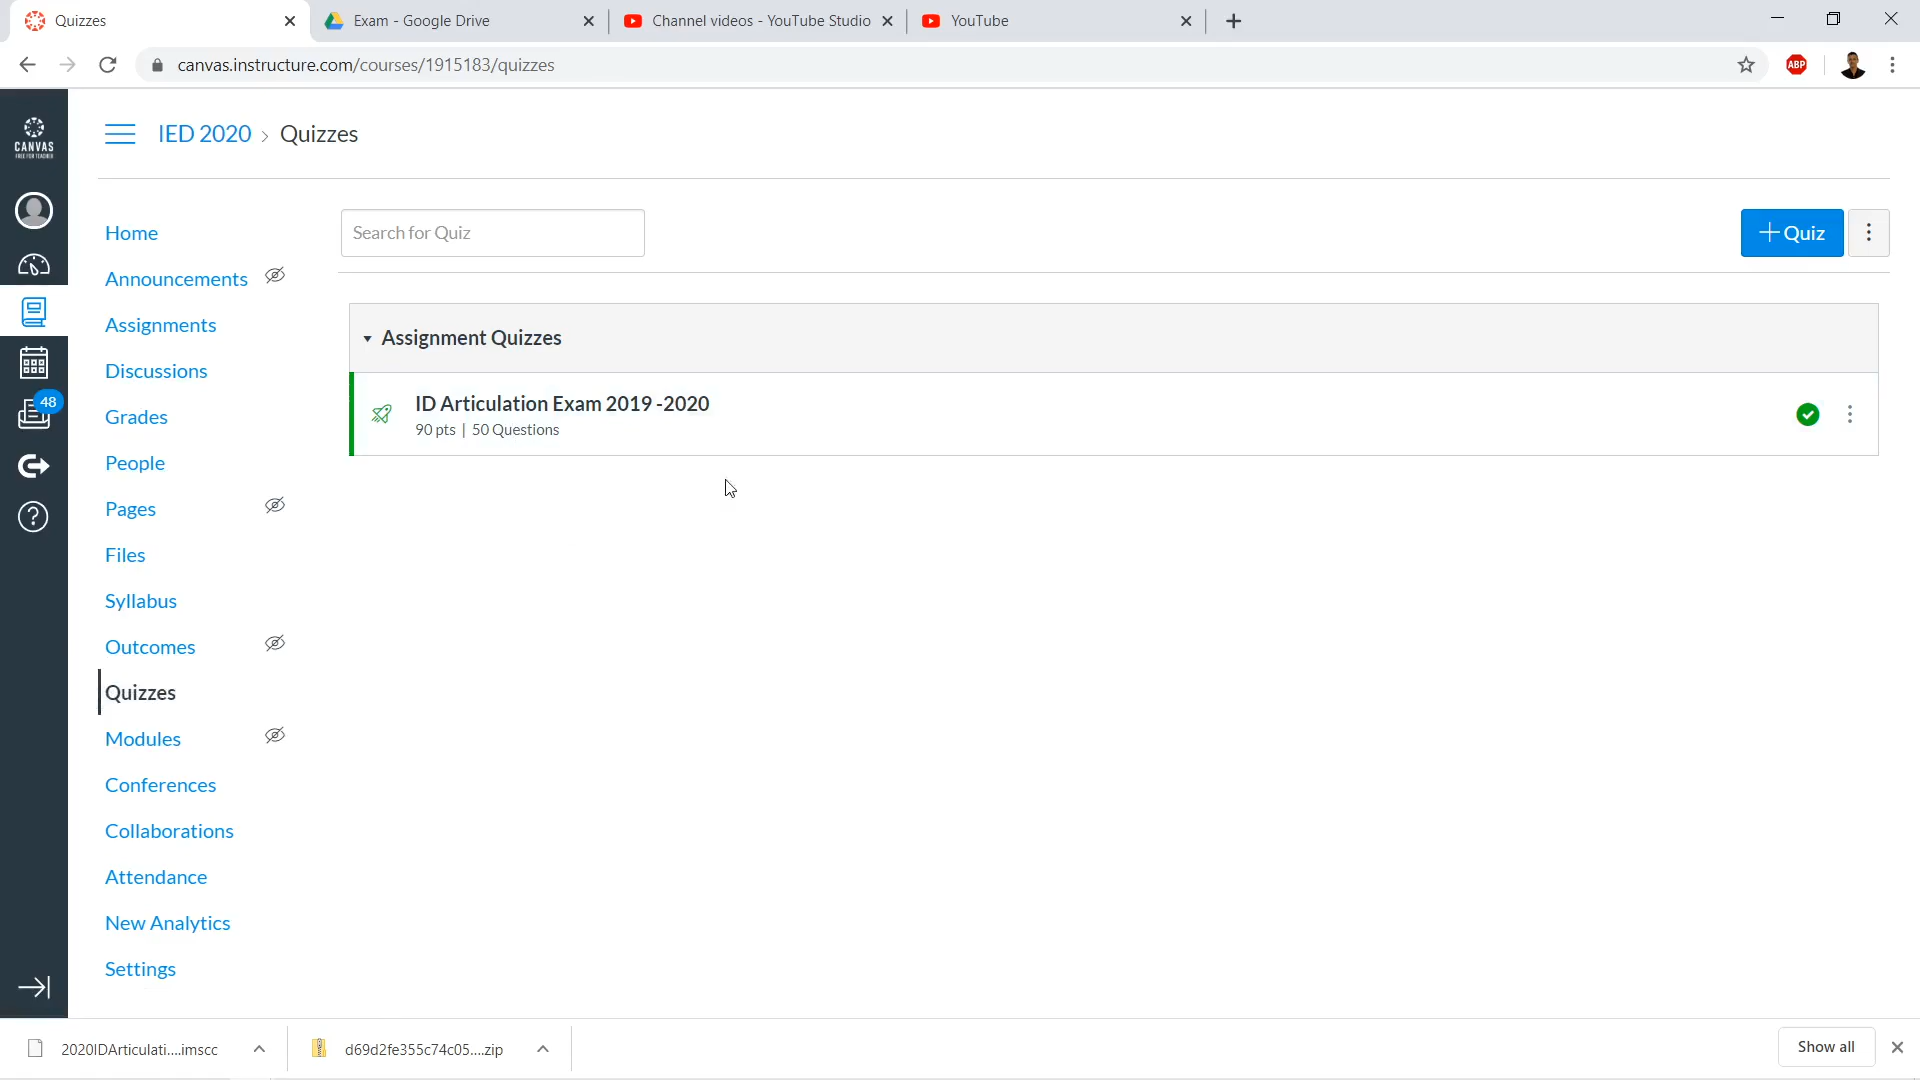 Quizzes
Exam - Google Drive
Channel videos - YouTube Studio
YouTube
canvas.instructure.com/courses/1915183/quizzes
ABP
CANVAS
FREE FOR TEACHER
IED 2020 > Quizzes
Home
Announcements
Assignments
Discussions
Grades
People
Pages
Files
Syllabus
Outcomes
Quizzes
Modules
Conferences
Collaborations
Attendance
New Analytics
Settings
48
Search for Quiz
+ Quiz
Assignment Quizzes
ID Articulation Exam 2019 -2020
90 pts | 50 Questions
2020IDArticulati....imscc
d69d2fe355c74c05....zip
Show all